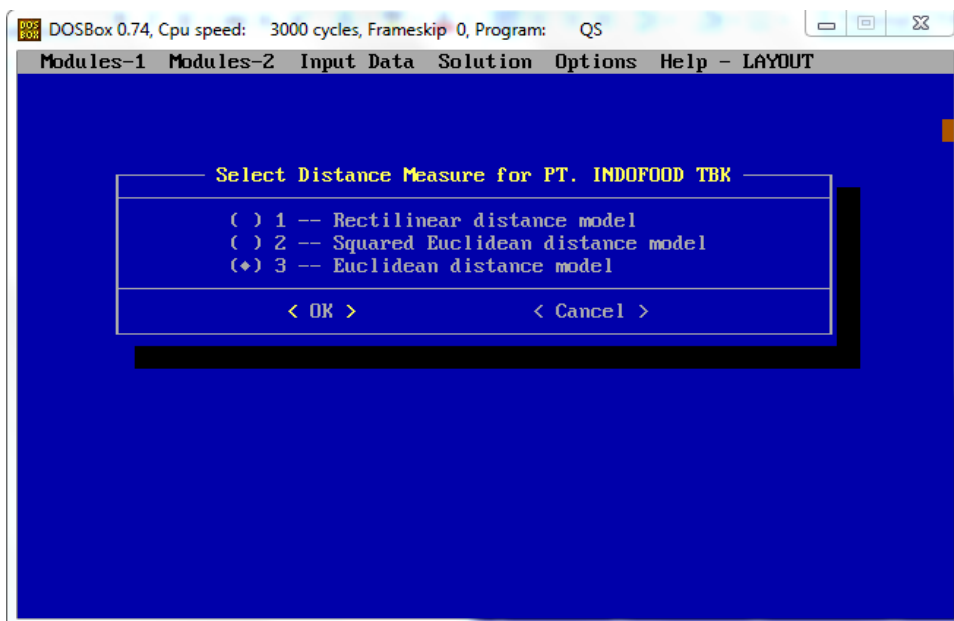 DOSBox 0.74, Cpu speed: 3000 cycles, Frameskip 0, Program: QS
Modules-1 Modules-2 Input Data Solution Options Help - LAYOUT
Select Distance Measure for PT. INDOFOOD TBK
( ) 1 -- Rectilinear distance model
( ) 2 -- Squared Euclidean distance model
(♦) 3 -- Euclidean distance model
< OK > < Cancel >